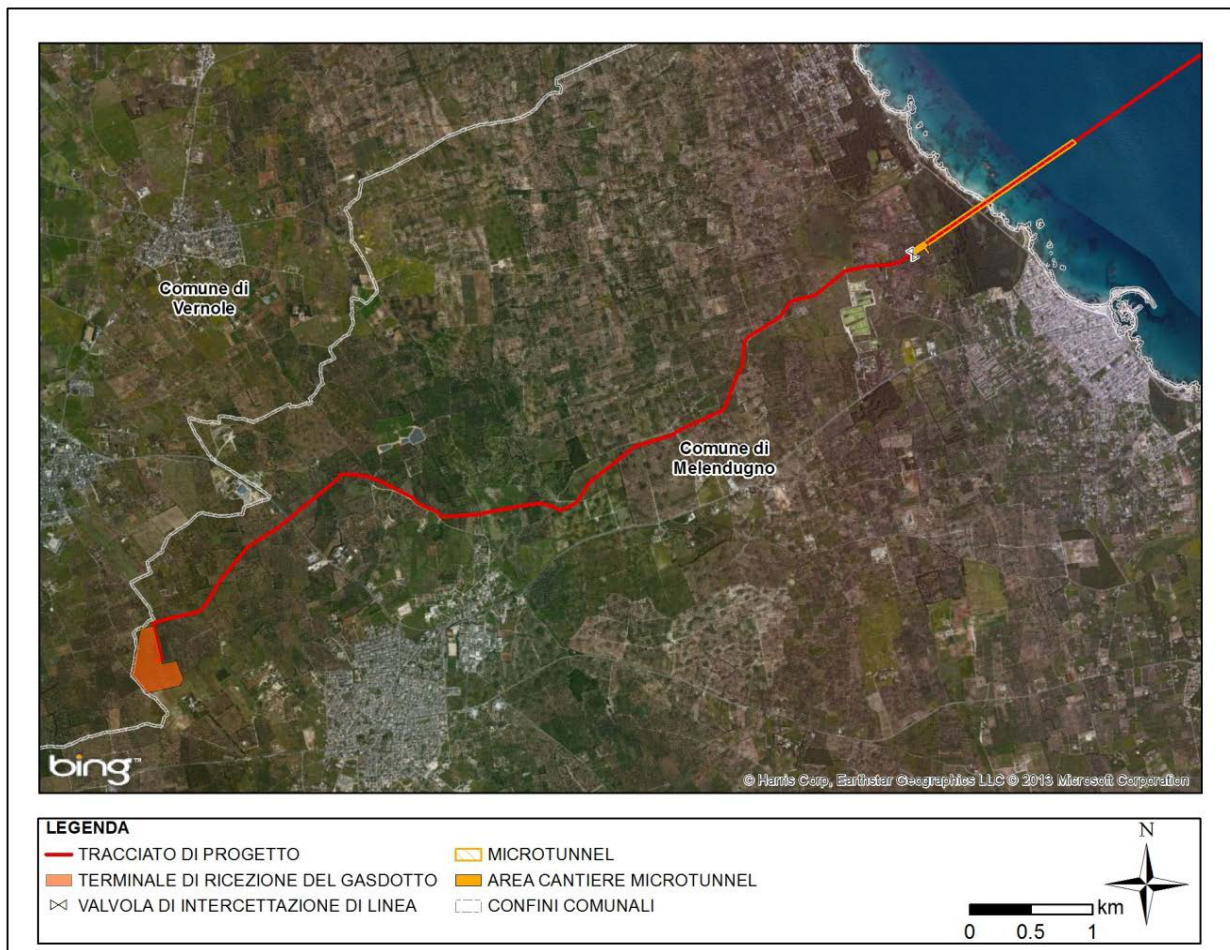 Comune di
Vernole
Comune di
Melendugno
bing™
© Harris Corp, Earthstar Geographics LLC © 2013 Microsoft Corporation
LEGENDA
TRACCIATO DI PROGETTO
TERMINALE DI RICEZIONE DEL GASDOTTO
VALVOLA DI INTERCETTAZIONE DI LINEA
MICROTUNNEL
AREA CANTIERE MICROTUNNEL
CONFINI COMUNALI
N
km
0 0.5 1